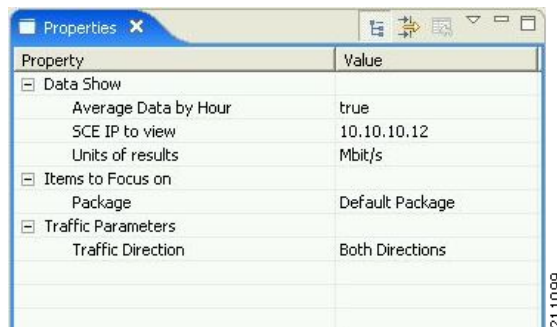 Properties
Property Value
Data Show
Average Data by Hour true
SCE IP to view 10.10.10.12
Units of results Mbit/s
Items to Focus on
Package Default Package
Traffic Parameters
Traffic Direction Both Directions
211099